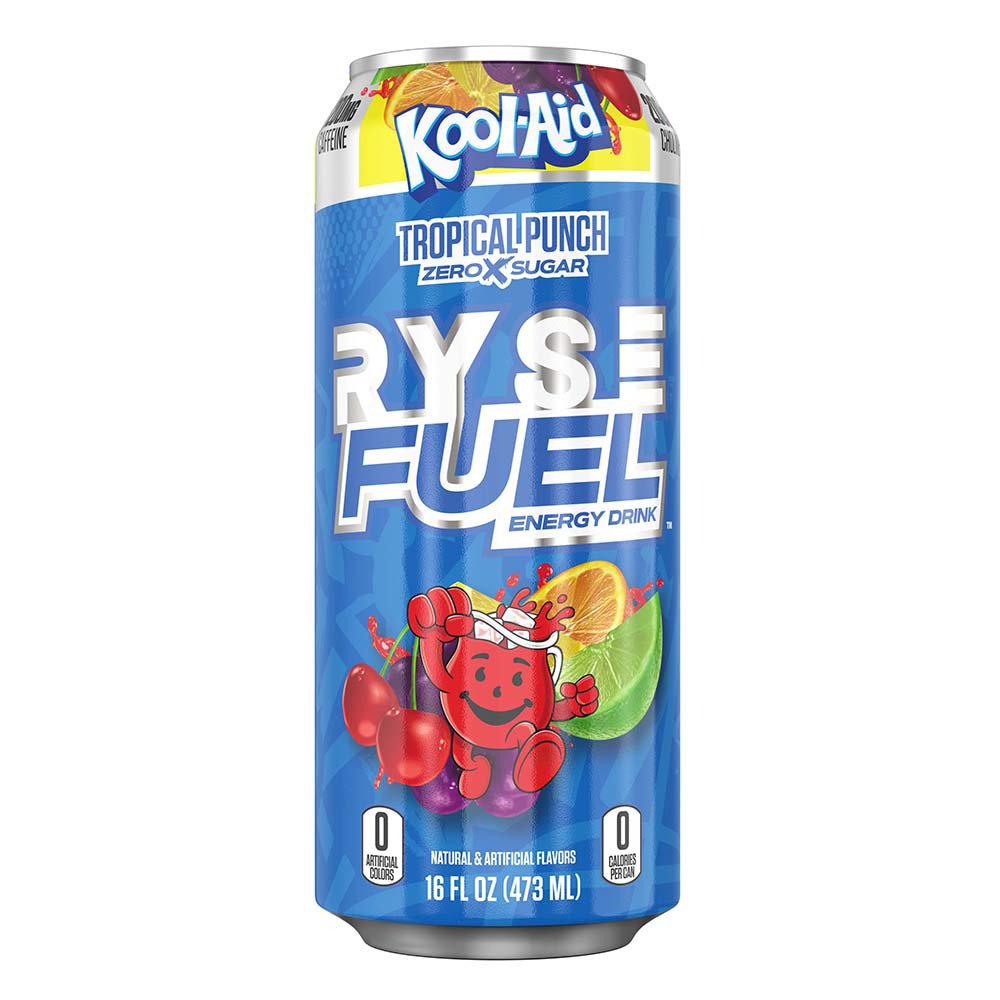 Kool-Aid
CAFFEINE
TROPICAL PUNCH
ZERO X SUGAR
RYSE
FUEL
ENERGY DRINK
TM
0
ARTIFICIAL
COLORS
NATURAL & ARTIFICIAL FLAVORS
16 FL OZ (473 ML)
0
CALORIES
PER CAN